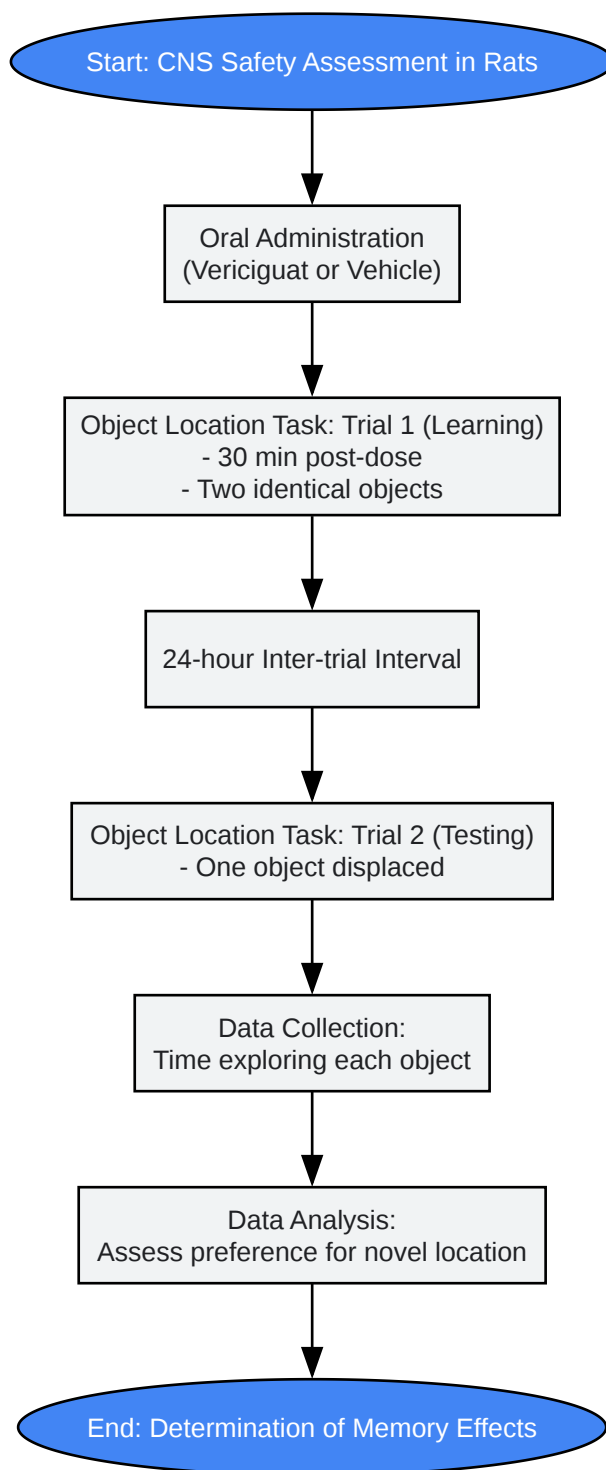 Start: CNS Safety Assessment in Rats
Oral Administration
(Vericiguat or Vehicle)
Object Location Task: Trial 1 (Learning)
- 30 min post-dose
- Two identical objects
24-hour Inter-trial Interval
Object Location Task: Trial 2 (Testing)
- One object displaced
Data Collection:
Time exploring each object
Data Analysis:
Assess preference for novel location
End: Determination of Memory Effects